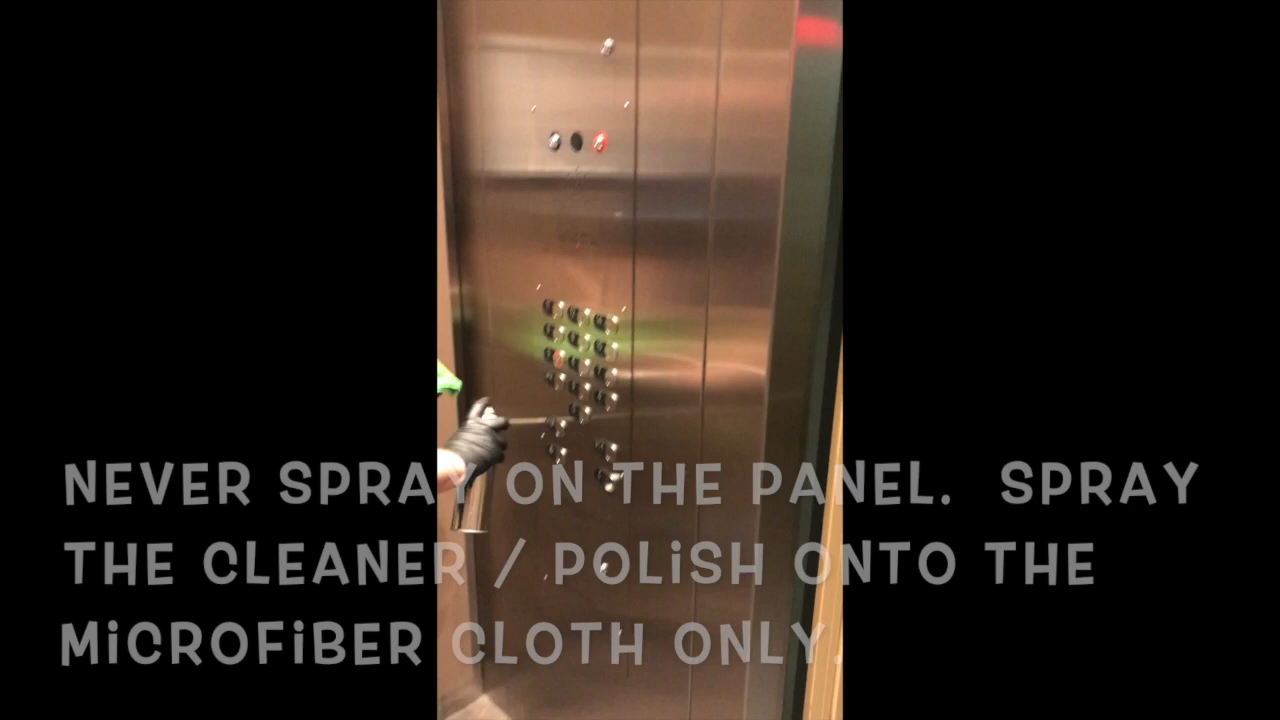 NEVER SPRAY ON THE PANEL. SPRAY
THE CLEANER / POLiSH ONTO THE
MiCROFiBER CLOTH ONLY.